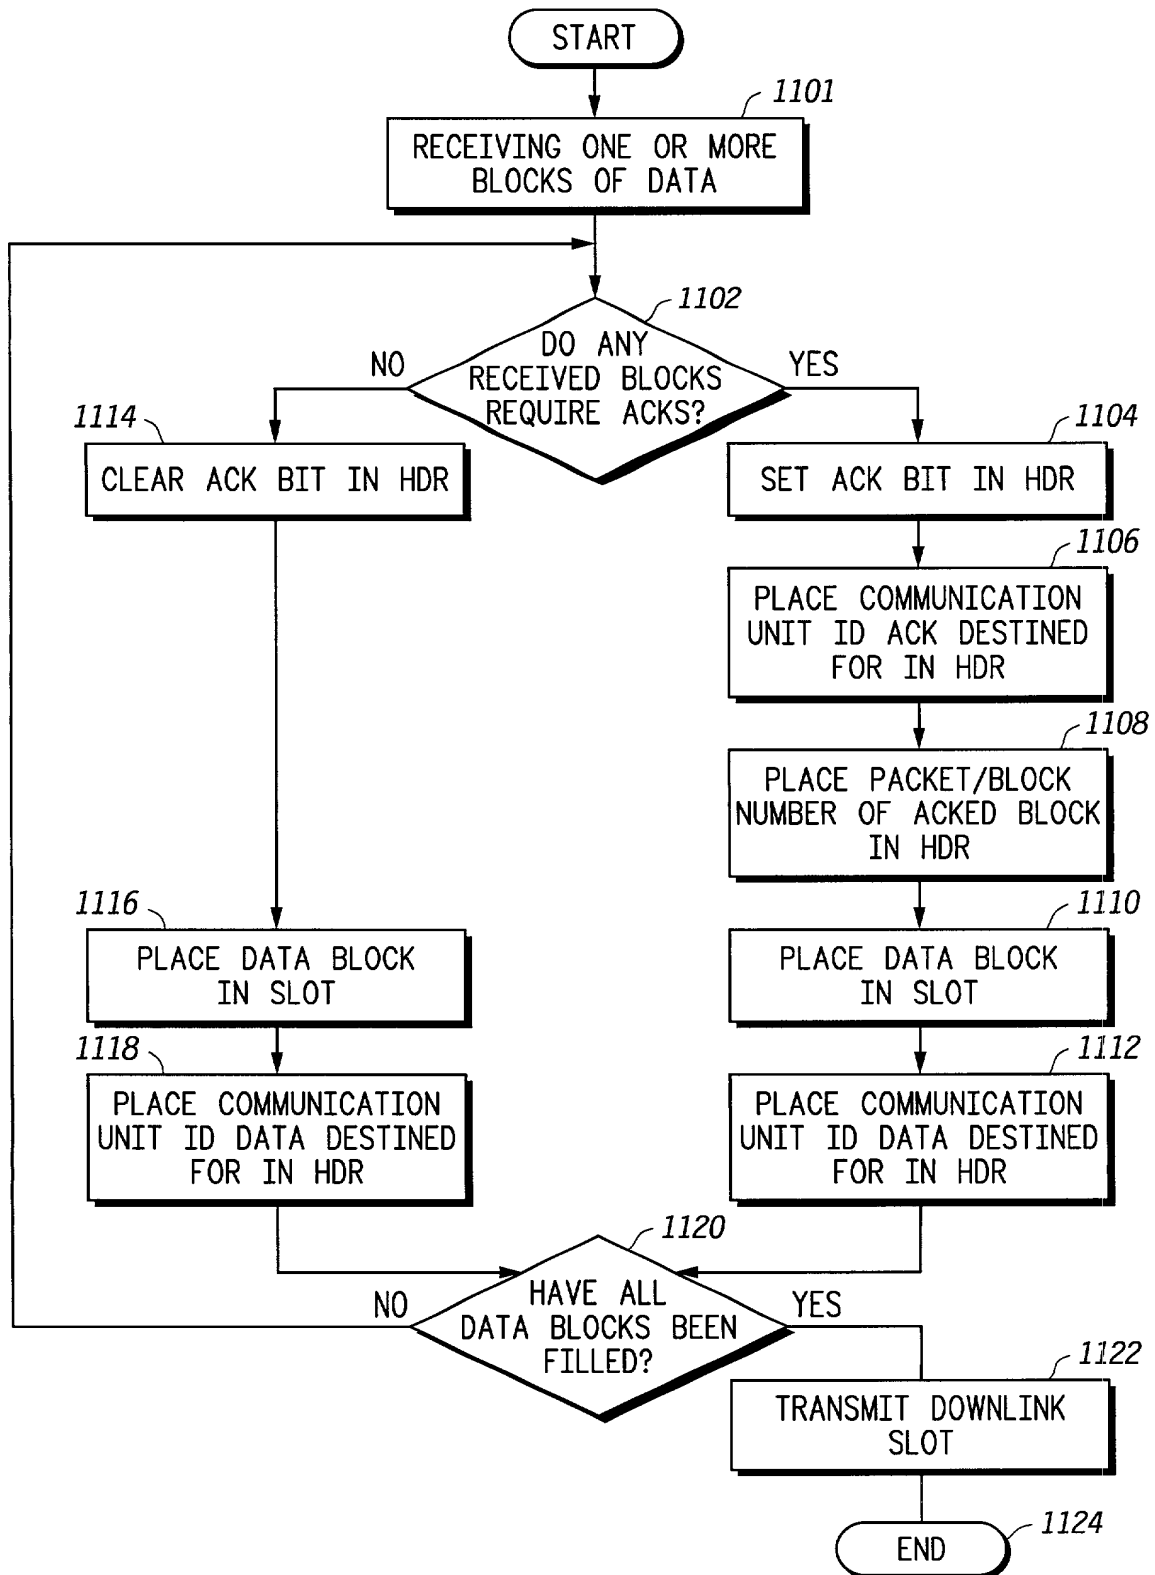 START
1101
RECEIVING ONE OR MORE
BLOCKS OF DATA
1102
DO ANY
RECEIVED BLOCKS
REQUIRE ACKS?
NO
YES
1114
CLEAR ACK BIT IN HDR
1104
SET ACK BIT IN HDR
1106
PLACE COMMUNICATION
UNIT ID ACK DESTINED
FOR IN HDR
1108
PLACE PACKET/BLOCK
NUMBER OF ACKED BLOCK
IN HDR
1116
PLACE DATA BLOCK
IN SLOT
1110
PLACE DATA BLOCK
IN SLOT
1118
PLACE COMMUNICATION
UNIT ID DATA DESTINED
FOR IN HDR
1112
PLACE COMMUNICATION
UNIT ID DATA DESTINED
FOR IN HDR
1120
HAVE ALL
DATA BLOCKS BEEN
FILLED?
NO
YES
1122
TRANSMIT DOWNLINK
SLOT
END
1124